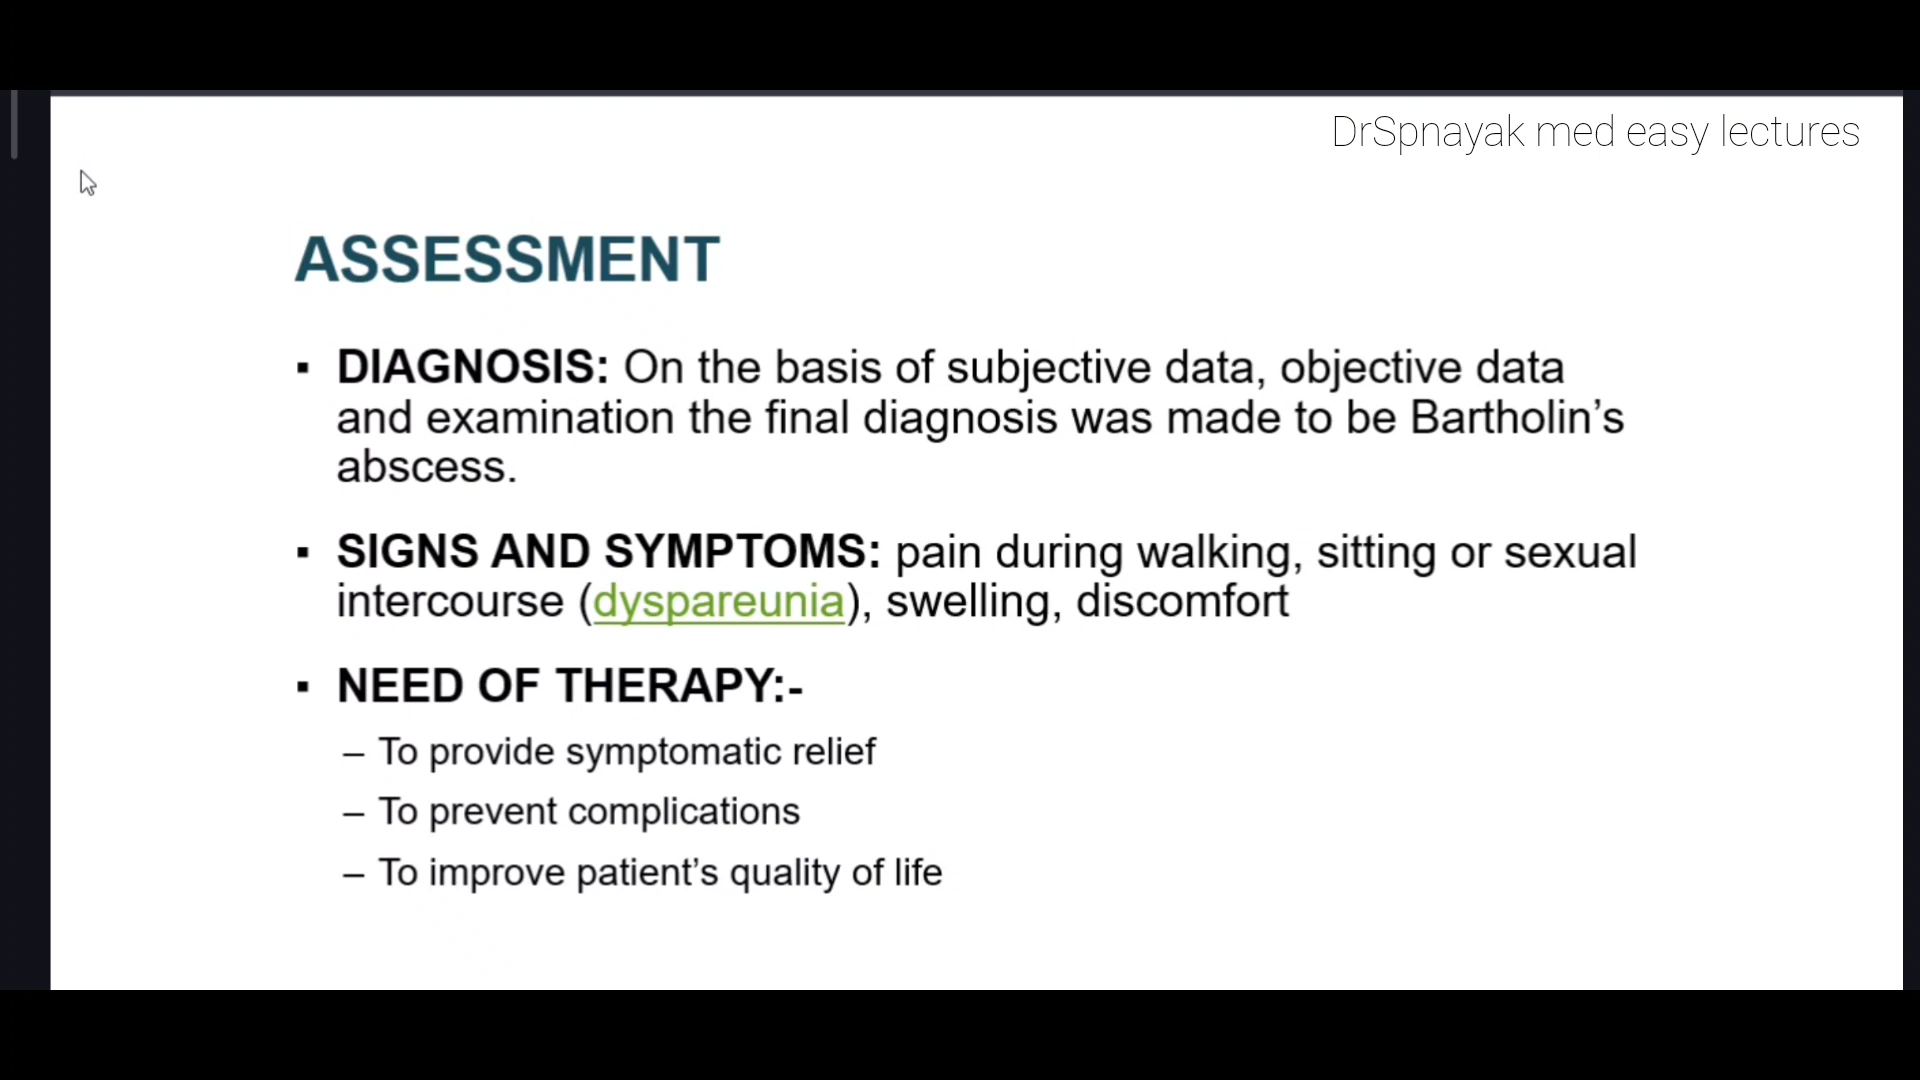 DrSpnayak med easy lectures
ASSESSMENT
▪ DIAGNOSIS: On the basis of subjective data, objective data
and examination the final diagnosis was made to be Bartholin’s
abscess.
▪ SIGNS AND SYMPTOMS: pain during walking, sitting or sexual
intercourse (dyspareunia), swelling, discomfort
▪ NEED OF THERAPY:-
– To provide symptomatic relief
– To prevent complications
– To improve patient’s quality of life